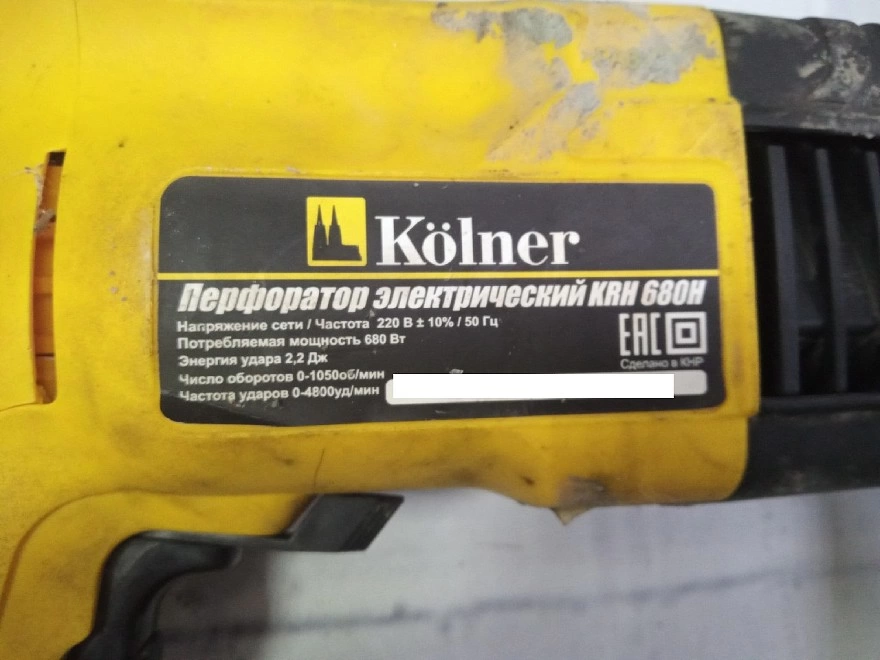 Kölner
Перфоратор электрический KRH 680H
Напряжение сети / Частота 220 В ± 10% / 50 Гц
Потребляемая мощность 680 Вт
Энергия удара 2,2 Дж
Число оборотов 0-1050об/мин
Частота ударов 0-4800уд/мин
EAC
Сделано в КНР